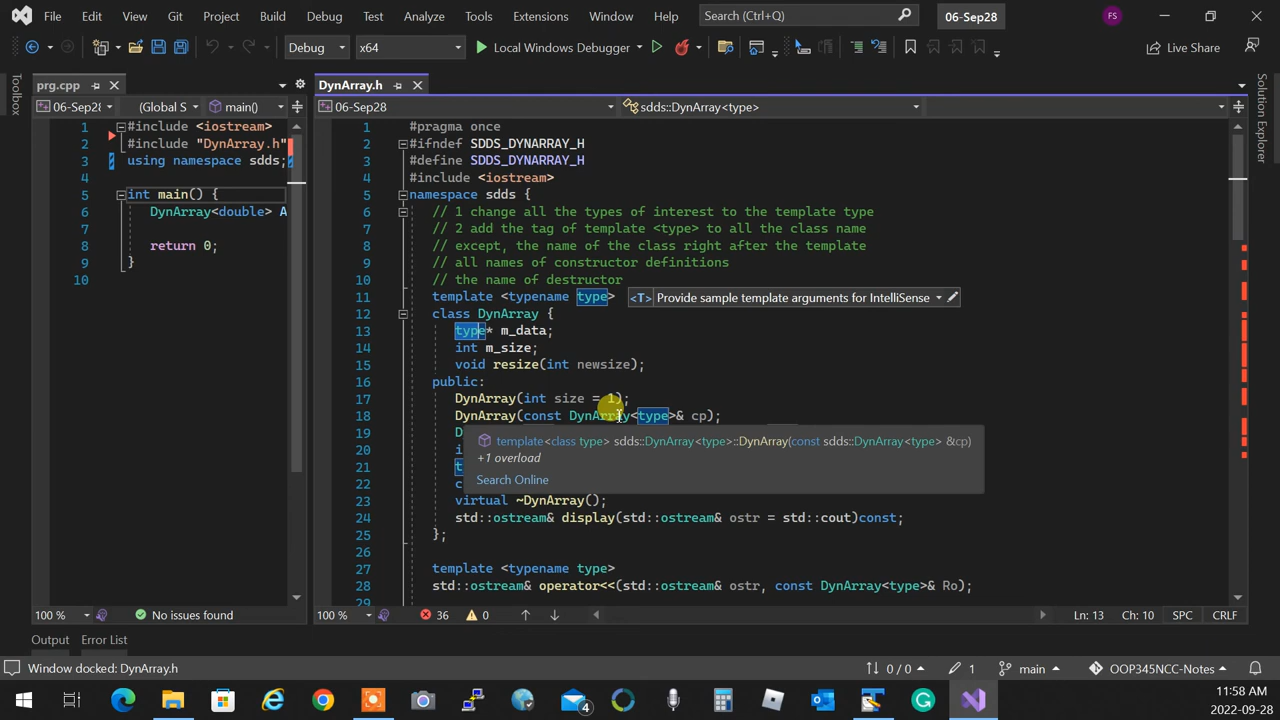 File Edit View Git Project Build Debug Test Analyze Tools Extensions Window Help Search (Ctrl+Q) 06-Sep28 FS
Debug x64 Local Windows Debugger Live Share
Toolbox
prg.cpp
06-Sep28 (Global S main()
1 #include <iostream>
2 #include "DynArray.h"
3 using namespace sdds;
4
5 int main() {
6 DynArray<double> A
7
8 return 0;
9 }
10
100 % No issues found
DynArray.h
06-Sep28 sdds::DynArray<type>
1 #pragma once
2 #ifndef SDDS_DYNARRAY_H
3 #define SDDS_DYNARRAY_H
4 #include <iostream>
5 namespace sdds {
6 // 1 change all the types of interest to the template type
7 // 2 add the tag of template <type> to all the class name
8 // except, the name of the class right after the template
9 // all names of constructor definitions
10 // the name of destructor
11 template <typename type> <T> Provide sample template arguments for IntelliSense
12 class DynArray {
13 type* m_data;
14 int m_size;
15 void resize(int newsize);
16 public:
17 DynArray(int size = 1);
18 DynArray(const DynArray<type>& cp);
19 D
template<class type> sdds::DynArray<type>::DynArray(const sdds::DynArray<type> &cp)
20 i
+1 overload
21 t
22 c
Search Online
23 virtual ~DynArray();
24 std::ostream& display(std::ostream& ostr = std::cout)const;
25 };
26
27 template <typename type>
28 std::ostream& operator<<(std::ostream& ostr, const DynArray<type>& Ro);
29
100 % 36 0 Ln: 13 Ch: 10 SPC CRLF
Solution Explorer
Output Error List
Window docked: DynArray.h 0 / 0 1 main OOP345NCC-Notes
4
11:58 AM
2022-09-28